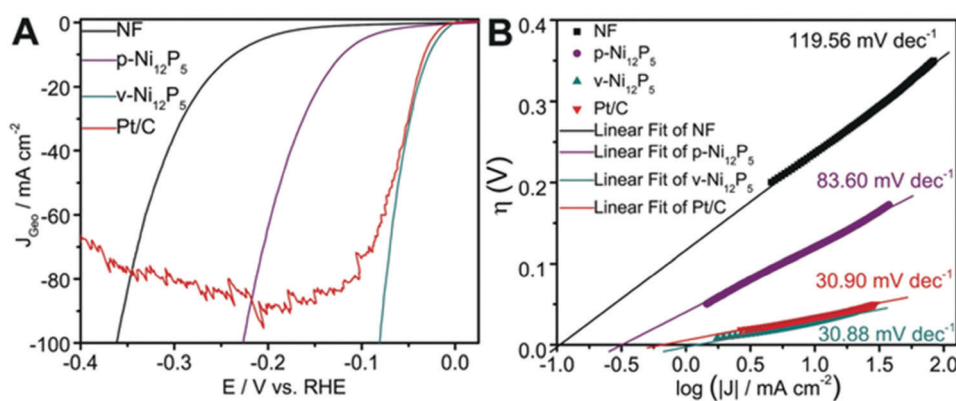 A
NF
p-Ni₁₂P₅
v-Ni₁₂P₅
Pt/C
0
-20
-40
-60
-80
-100
J_Geo / mA cm⁻²
-0.4
-0.3
-0.2
-0.1
0.0
E / V vs. RHE
B
NF
p-Ni₁₂P₅
v-Ni₁₂P₅
Pt/C
Linear Fit of NF
Linear Fit of p-Ni₁₂P₅
Linear Fit of v-Ni₁₂P₅
Linear Fit of Pt/C
119.56 mV dec⁻¹
83.60 mV dec⁻¹
30.90 mV dec⁻¹
30.88 mV dec⁻¹
0.4
0.3
0.2
0.1
0.0
η (V)
-1.0
-0.5
0.0
0.5
1.0
1.5
2.0
log (|J| / mA cm⁻²)